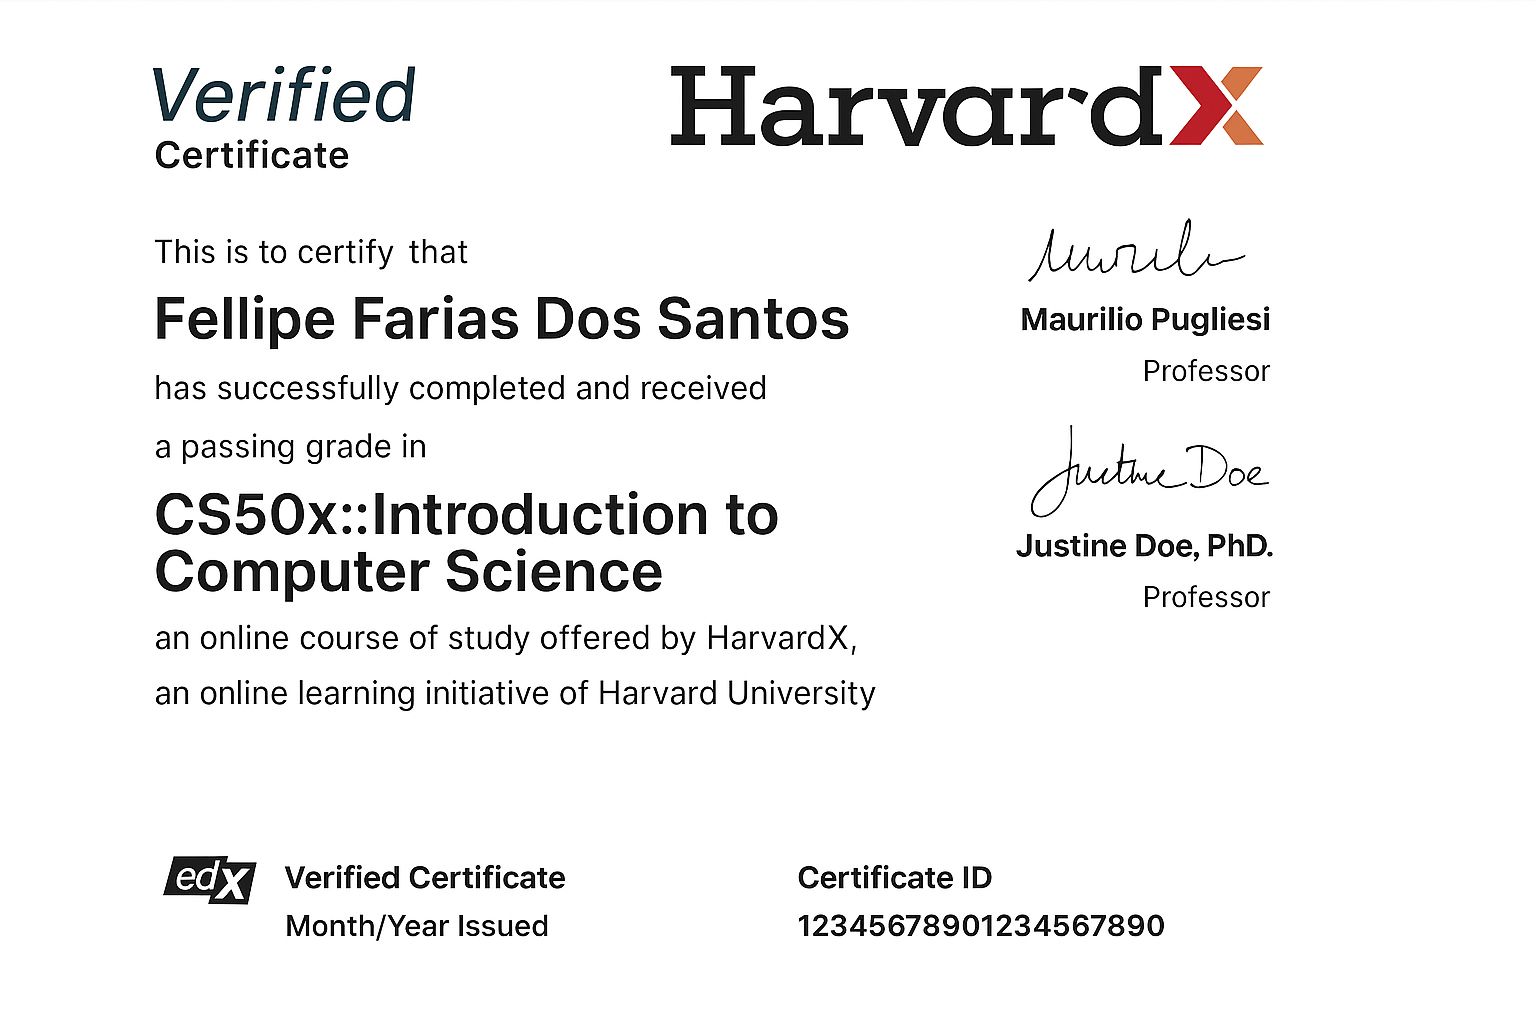 Verified
Certificate
HarvardX
This is to certify that
Fellipe Farias Dos Santos
has successfully completed and received
a passing grade in
CS50x::Introduction to
Computer Science
an online course of study offered by HarvardX,
an online learning initiative of Harvard University
Maurilio Pugliesi
Professor
Justine Doe
Justine Doe, PhD.
Professor
edX
Verified Certificate
Month/Year Issued
Certificate ID
12345678901234567890